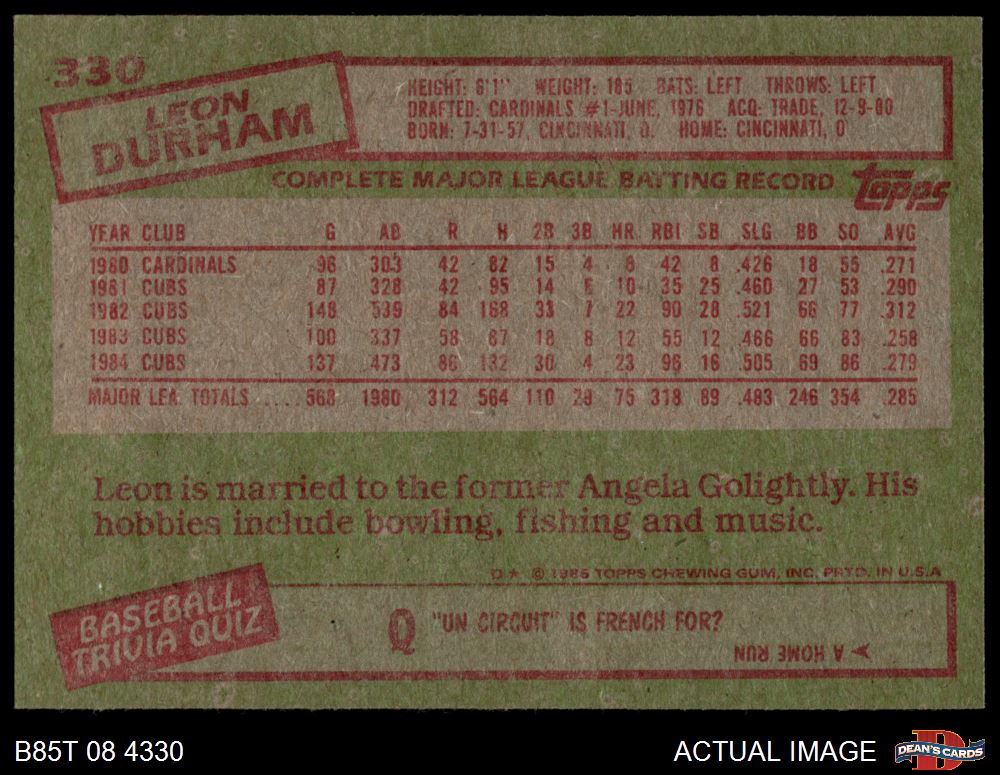 330
LEON
DURHAM
HEIGHT: 6'1" WEIGHT: 185 BATS: LEFT THROWS: LEFT
DRAFTED: CARDINALS #1-JUNE, 1976 ACQ: TRADE, 12-9-80
BORN: 7-31-57, CINCINNATI, O. HOME: CINCINNATI, O
COMPLETE MAJOR LEAGUE BATTING RECORD topps
YEAR CLUB G AB R H 2B 3B HR RBI SB SLG BB SO AVG
1980 CARDINALS 96 303 42 82 15 4 8 42 8 .426 18 55 .271
1981 CUBS 87 328 42 95 14 6 10 35 25 .460 27 53 .290
1982 CUBS 148 539 84 168 33 7 22 90 28 .521 66 77 .312
1983 CUBS 100 337 58 87 18 8 12 55 12 .466 66 83 .258
1984 CUBS 137 473 86 132 30 4 23 96 16 .505 69 86 .279
MAJOR LEA. TOTALS ..... 568 1980 312 564 110 29 75 318 89 .483 246 354 .285
Leon is married to the former Angela Golightly. His
hobbies include bowling, fishing and music.
D★ © 1985 TOPPS CHEWING GUM, INC. PRTD. IN U.S.A
BASEBALL
TRIVIA QUIZ
Q "UN CIRCUIT" IS FRENCH FOR?
A HOME RUN
B85T 08 4330
ACTUAL IMAGE
DEAN'S CARDS